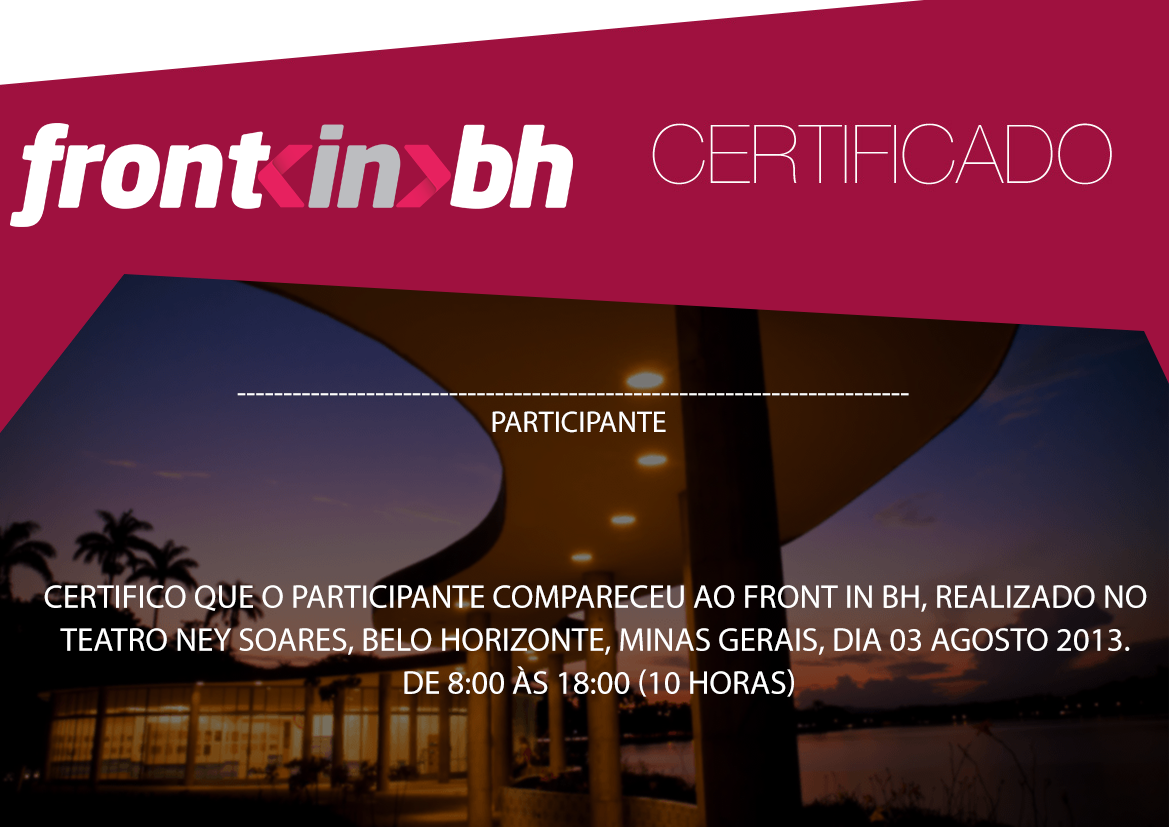 front<in>bh CERTIFICADO
-------------------------------------------------------------------------
PARTICIPANTE
CERTIFICO QUE O PARTICIPANTE COMPARECEU AO FRONT IN BH, REALIZADO NO
TEATRO NEY SOARES, BELO HORIZONTE, MINAS GERAIS, DIA 03 AGOSTO 2013.
DE 8:00 ÀS 18:00 (10 HORAS)